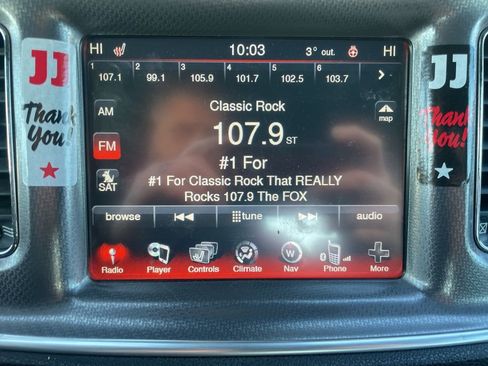 HI 10:03 3° out. HI
1 2 3 4 5 6
107.1 99.1 105.9 101.7 102.5 103.7
JJ
Thank
You!
AM
FM
SAT
Classic Rock
107.9 ST
#1 For
#1 For Classic Rock That REALLY
Rocks 107.9 The FOX
map
JJ
Thank
You!
browse tune audio
Radio Player Controls Climate Nav Phone More
W